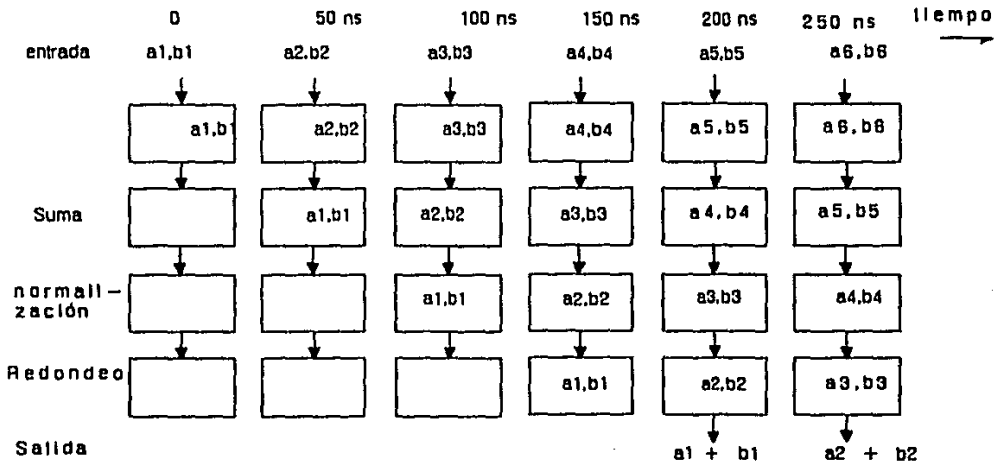 0 50 ns 100 ns 150 ns 200 ns 250 ns tiempo
entrada a1,b1 a2.b2 a3,b3 a4,b4 a5,b5 a6,b6
a1,b1 a2,b2 a3,b3 a4,b4 a5,b5 a6,b6
Suma a1,b1 a2,b2 a3,b3 a4,b4 a5,b5
normali-
zación a1,b1 a2,b2 a3,b3 a4,b4
Redondeo a1,b1 a2,b2 a3,b3
Salida a1 + b1 a2 + b2